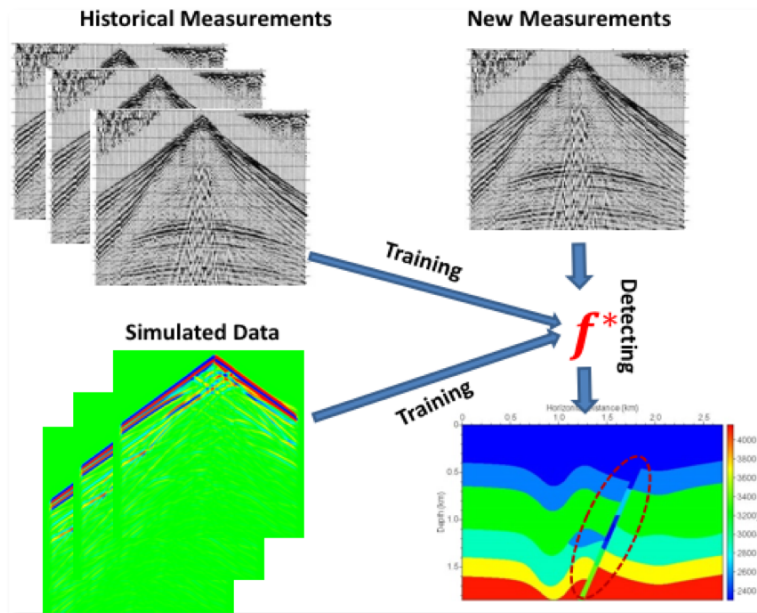 Historical Measurements
New Measurements
Training
Detecting
f*
Simulated Data
Training
Horizontal Distance (km)
0 0.5 1.0 1.5 2.0 2.5
0
0.5
1.0
1.5
Depth (km)
4000
3800
3600
3400
3200
3000
2800
2600
2400